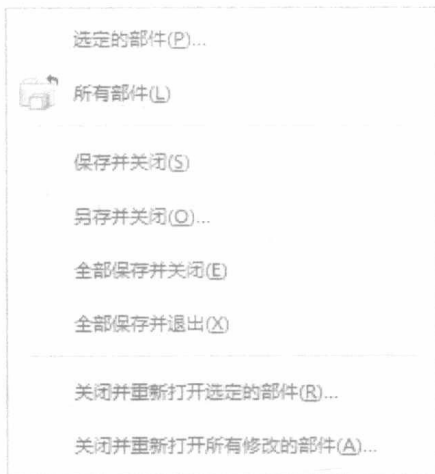 选定的部件(P)...
所有部件(L)
保存并关闭(S)
另存并关闭(O)...
全部保存并关闭(E)
全部保存并退出(X)
关闭并重新打开选定的部件(R)...
关闭并重新打开所有修改的部件(A)...